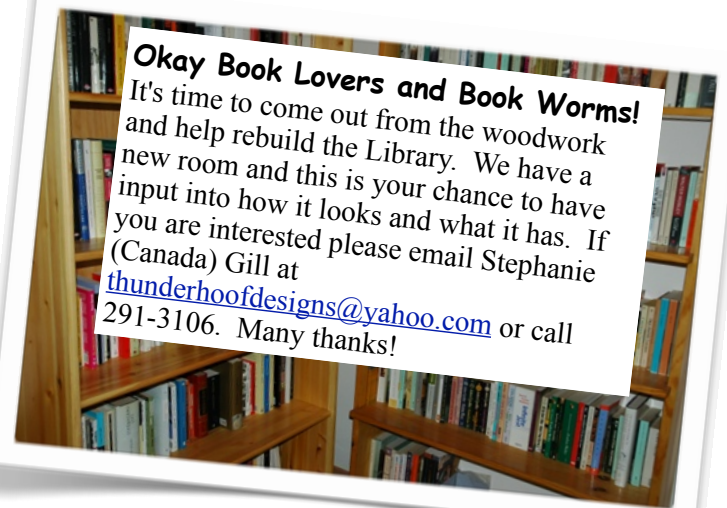 Okay Book Lovers and Book Worms!
It's time to come out from the woodwork
and help rebuild the Library.  We have a
new room and this is your chance to have
input into how it looks and what it has.  If
you are interested please email Stephanie
(Canada) Gill at
thunderhoofdesigns@yahoo.com or call
291-3106.  Many thanks!